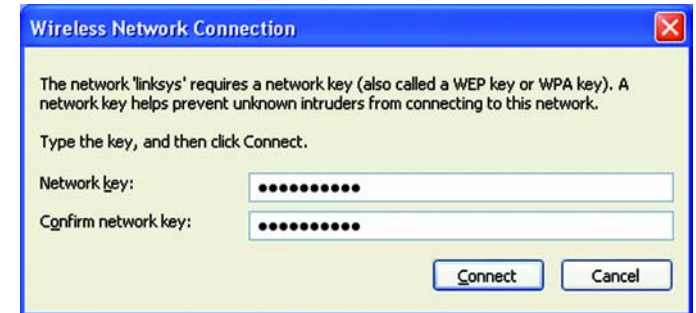 Wireless Network Connection
The network 'linksys' requires a network key (also called a WEP key or WPA key). A
network key helps prevent unknown intruders from connecting to this network.
Type the key, and then click Connect.
Network key: ••••••••••
Confirm network key: ••••••••••
Connect Cancel